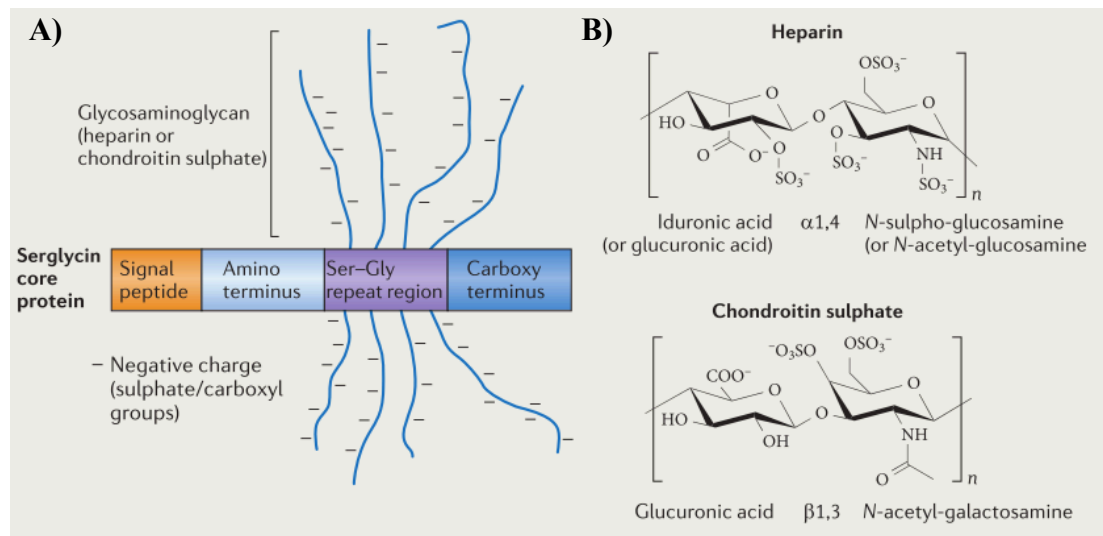 A)
Glycosaminoglycan
(heparin or
chondroitin sulphate)
Serglycin
core
protein
Signal
peptide
Amino
terminus
Ser–Gly
repeat region
Carboxy
terminus
– Negative charge
(sulphate/carboxyl
groups)
B)
Heparin
OSO₃⁻
O
O
O
HO
O
O⁻
O
SO₃⁻
O
SO₃⁻
NH
SO₃⁻
n
Iduronic acid α1,4 N-sulpho-glucosamine
(or glucuronic acid) (or N-acetyl-glucosamine
Chondroitin sulphate
⁻O₃SO OSO₃⁻
COO⁻
O
O
HO
O
OH
NH
O
n
Glucuronic acid β1,3 N-acetyl-galactosamine